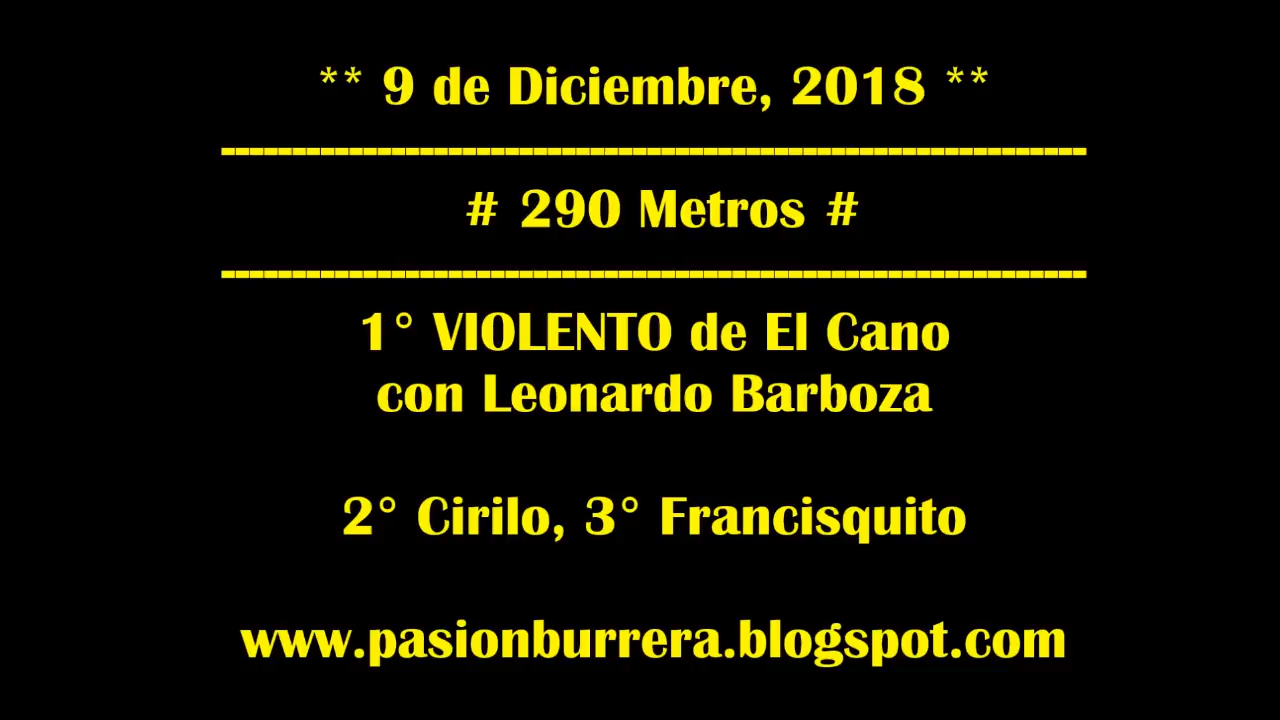 ** 9 de Diciembre, 2018 **
-------------------------------------------------------------
# 290 Metros #
-------------------------------------------------------------
1° VIOLENTO de El Cano
con Leonardo Barboza
2° Cirilo, 3° Francisquito
www.pasionburrera.blogspot.com